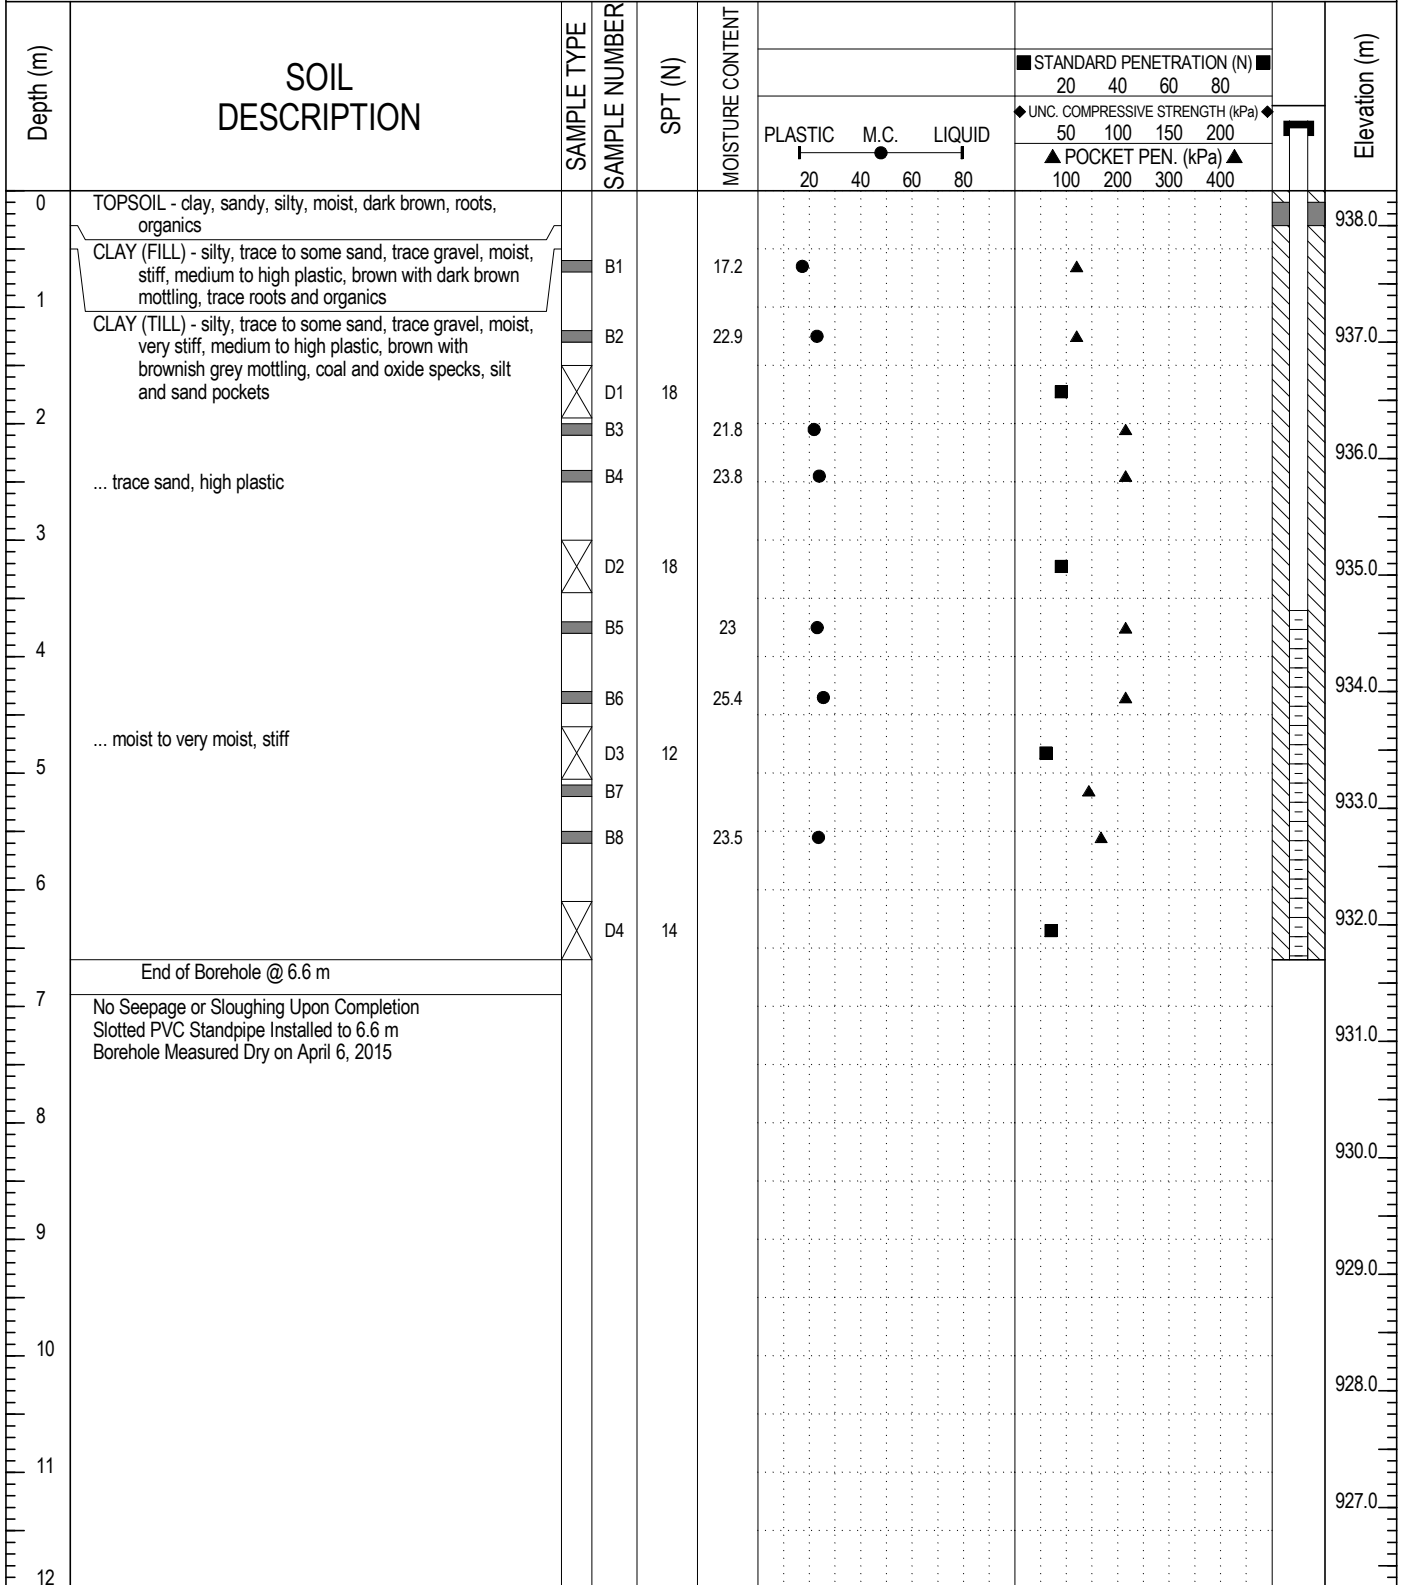 Depth (m)
SOIL
DESCRIPTION
SAMPLE TYPE
SAMPLE NUMBER
SPT (N)
MOISTURE CONTENT
PLASTIC M.C. LIQUID
20 40 60 80
■ STANDARD PENETRATION (N) ■
20 40 60 80
◆ UNC. COMPRESSIVE STRENGTH (kPa) ◆
50 100 150 200
▲ POCKET PEN. (kPa) ▲
100 200 300 400
Elevation (m)
0
TOPSOIL - clay, sandy, silty, moist, dark brown, roots,
organics
938.0
CLAY (FILL) - silty, trace to some sand, trace gravel, moist,
stiff, medium to high plastic, brown with dark brown
mottling, trace roots and organics
B1 17.2
1
CLAY (TILL) - silty, trace to some sand, trace gravel, moist,
very stiff, medium to high plastic, brown with
brownish grey mottling, coal and oxide specks, silt
and sand pockets
B2 22.9
937.0
D1 18
2
B3 21.8
936.0
... trace sand, high plastic
B4 23.8
3
D2 18
935.0
B5 23
4
B6 25.4
934.0
... moist to very moist, stiff
D3 12
5
B7
933.0
B8 23.5
6
D4 14
932.0
End of Borehole @ 6.6 m
7
No Seepage or Sloughing Upon Completion
Slotted PVC Standpipe Installed to 6.6 m
Borehole Measured Dry on April 6, 2015
931.0
8
930.0
9
929.0
10
928.0
11
927.0
12